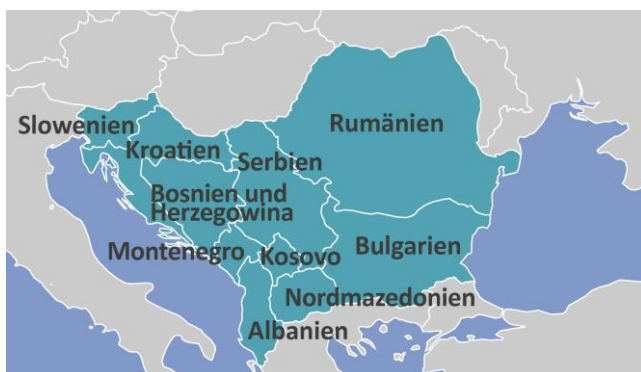 Slowenien
Rumänien
Kroatien
Serbien
Bosnien und
Herzegowina
Montenegro
Kosovo
Bulgarien
Nordmazedonien
Albanien